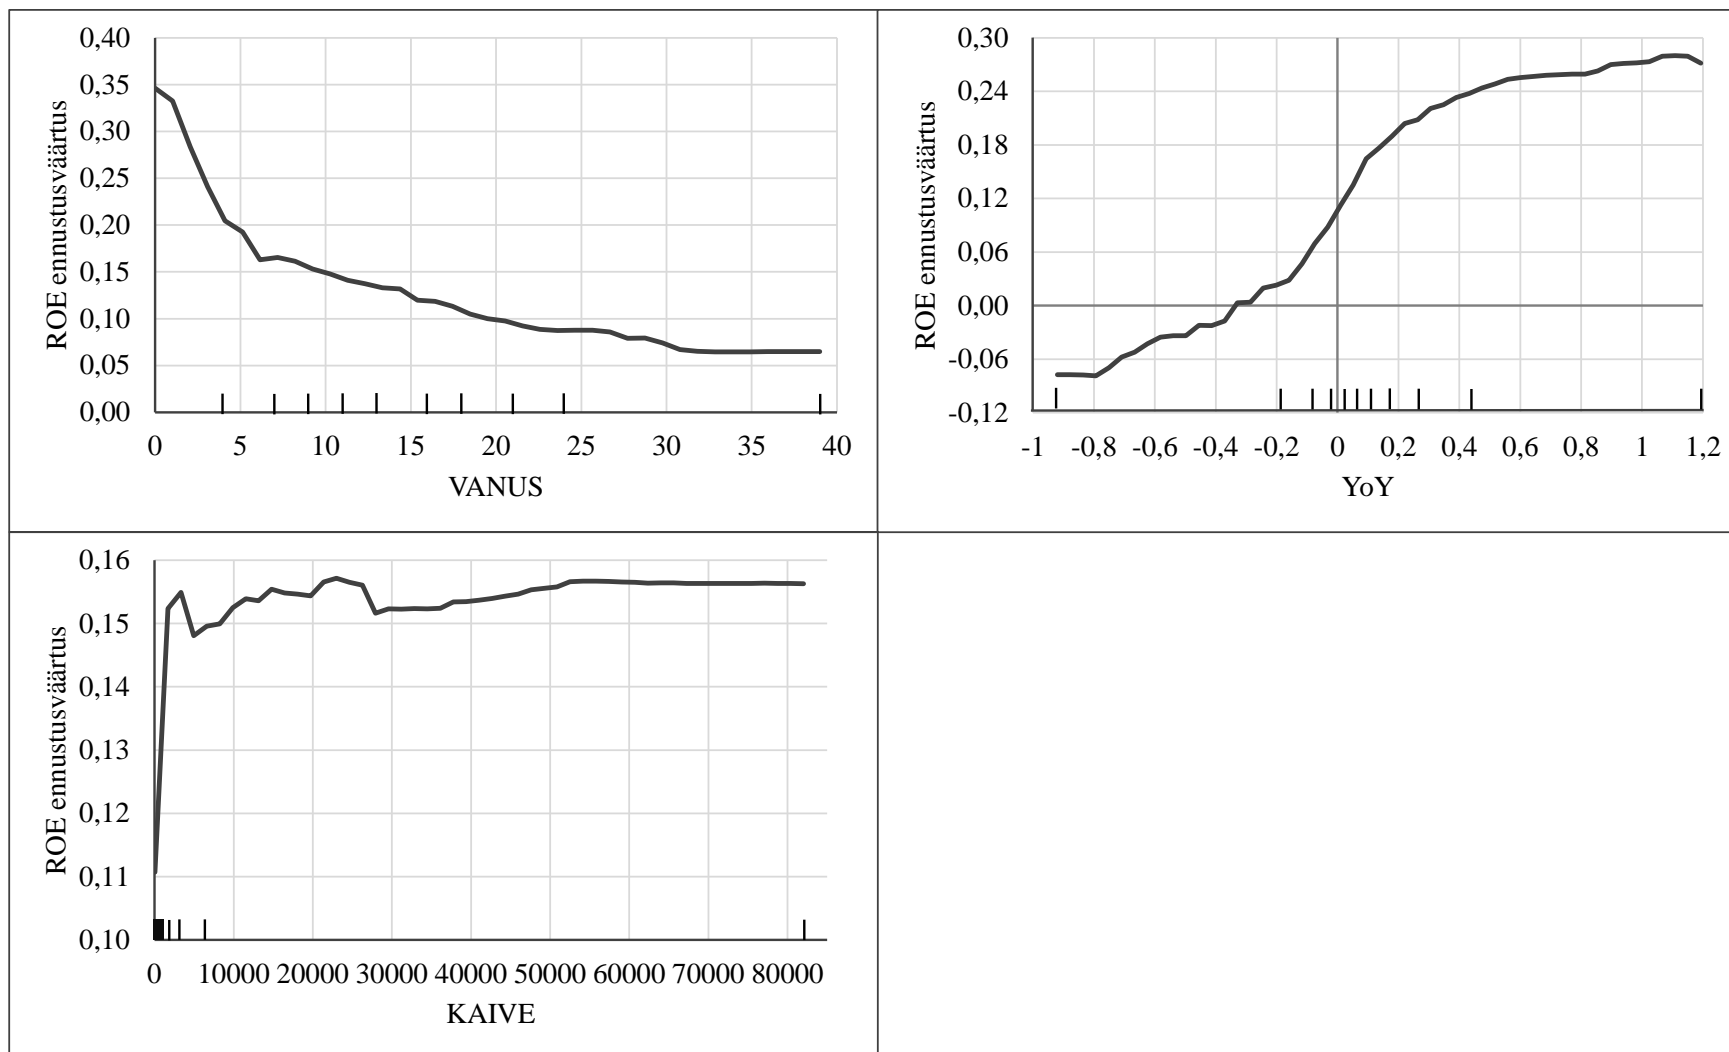 ROE ennustusväärtus
0,40
0,35
0,30
0,25
0,20
0,15
0,10
0,05
0,00
0 5 10 15 20 25 30 35 40
VANUS
ROE ennustusväärtus
0,30
0,24
0,18
0,12
0,06
0,00
-0,06
-0,12
-1 -0,8 -0,6 -0,4 -0,2 0 0,2 0,4 0,6 0,8 1 1,2
YoY
ROE ennustusväärtus
0,16
0,15
0,14
0,13
0,12
0,11
0,10
0 10000 20000 30000 40000 50000 60000 70000 80000
KAIVE